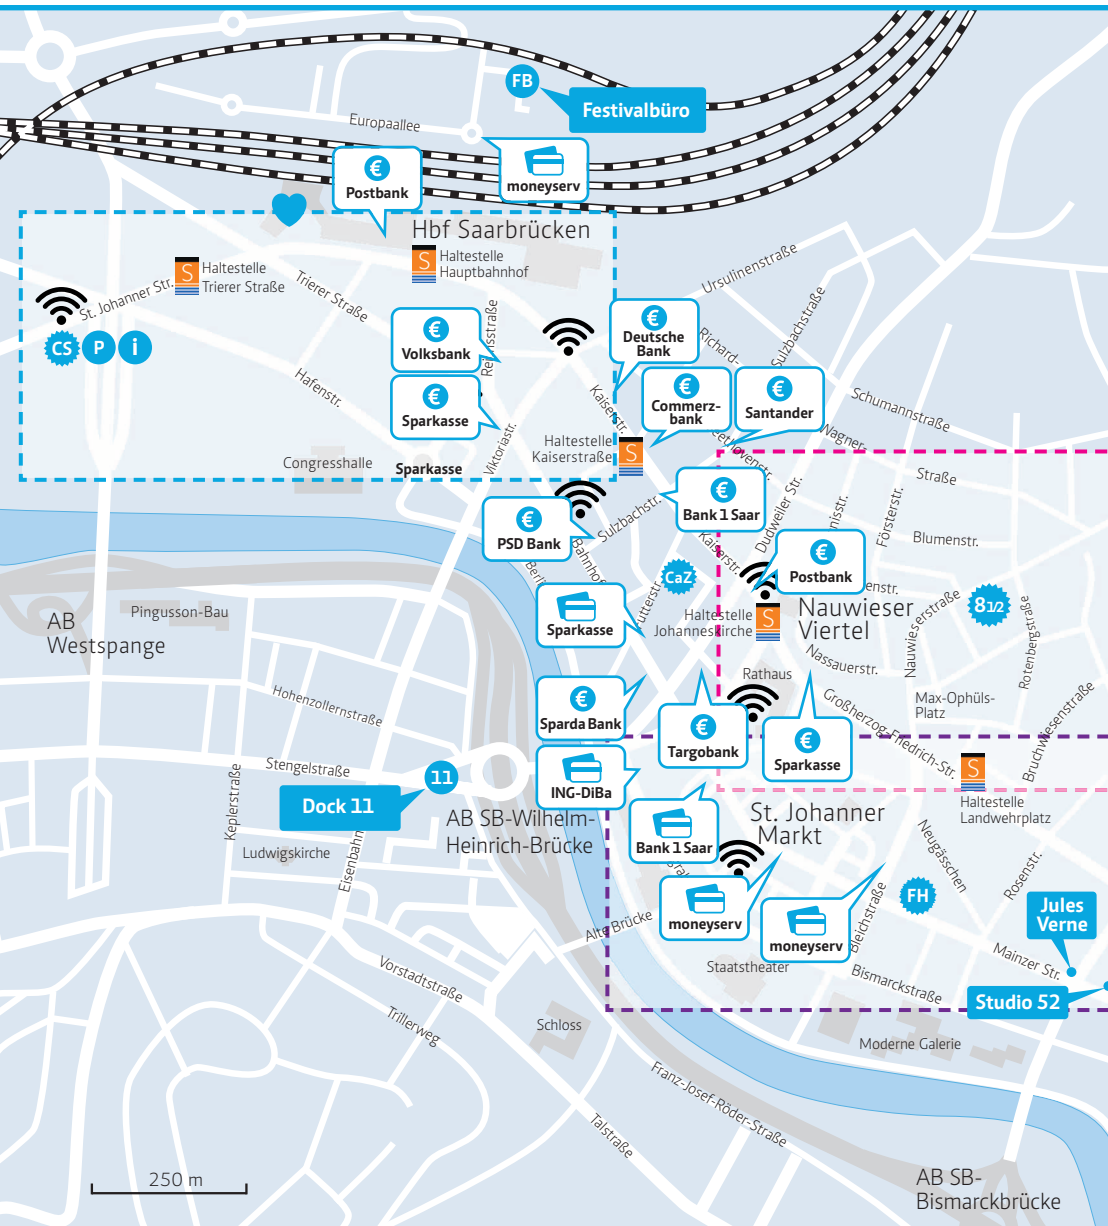 FB
Festivalbüro
Europaallee
€
Postbank
moneyserv
Hbf Saarbrücken
S
Haltestelle
Hauptbahnhof
S
Haltestelle
Trierer Straße
St. Johanner Str.
Trierer Straße
CS
P
i
Ursulinenstraße
Sulzbachstraße
Richard-
Wagner-
Straße
Schumannstraße
€
Volksbank
€
Deutsche
Bank
€
Sparkasse
€
Commerz-
bank
€
Santander
Hafenstr.
Kaiserstr.
Viktoriastr.
Haltestelle
Kaiserstraße
S
Congresshalle
Sparkasse
€
Bank 1 Saar
Dudweiler Str.
Försterstr.
Blumenstr.
€
PSD Bank
Sulzbachstr.
Kaiserstr.
€
Postbank
CaZ
Sparkasse
Haltestelle
Johanneskirche
S
Nauwieser
Viertel
Nauwieserstraße
8 1/2
Rotenbergstraße
Pingusson-Bau
AB
Westspange
Nassauerstr.
Rathaus
Max-Ophüls-
Platz
Großherzog-Friedrich-Str.
Bruchwiesenstraße
Hohenzollernstraße
€
Sparda Bank
€
Targobank
€
Sparkasse
Stengelstraße
11
Dock 11
ING-DiBa
S
Haltestelle
Landwehrplatz
Keplerstraße
AB SB-Wilhelm-
Heinrich-Brücke
St. Johanner
Markt
Bank 1 Saar
Ludwigskirche
Neugässchen
Rosenstr.
moneyserv
moneyserv
Bleichstraße
FH
Jules
Verne
Alte Brücke
Staatstheater
Mainzer Str.
Bismarckstraße
Studio 52
Vorstadtstraße
Trillerweg
Schloss
Moderne Galerie
Franz-Josef-Röder-Straße
Talstraße
250 m
AB SB-
Bismarckbrücke